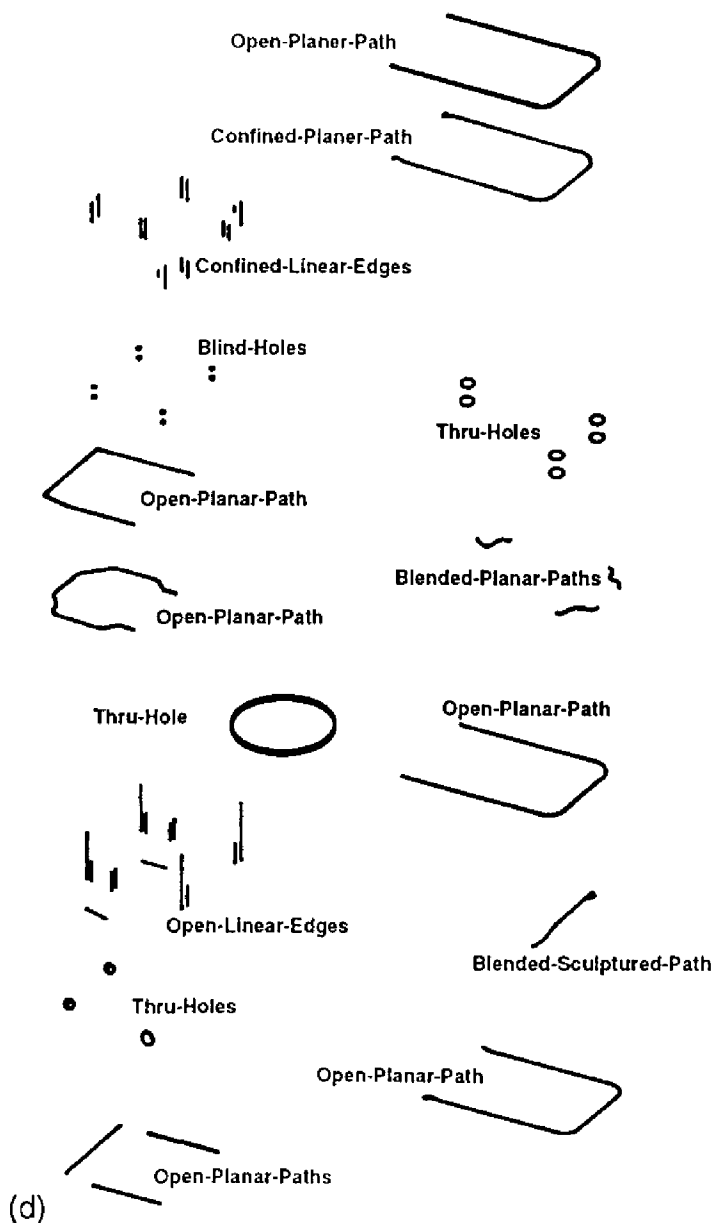 Open-Planer-Path
Confined-Planer-Path
Confined-Linear-Edges
Blind-Holes
Thru-Holes
Open-Planar-Path
Blended-Planar-Paths
Open-Planar-Path
Open-Planar-Path
Thru-Hole
Open-Linear-Edges
Blended-Sculptured-Path
Thru-Holes
Open-Planar-Path
Open-Planar-Paths
(d)